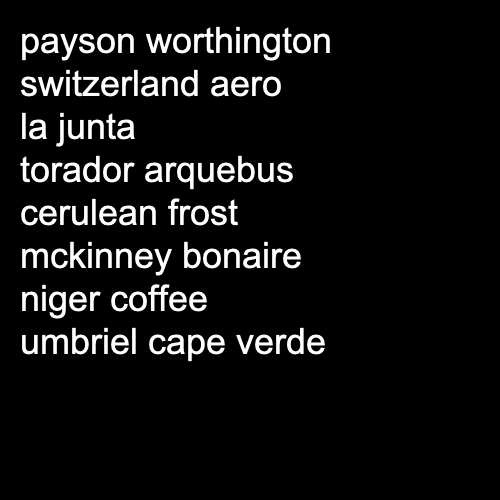 payson worthington
switzerland aero
la junta
torador arquebus
cerulean frost
mckinney bonaire
niger coffee
umbriel cape verde